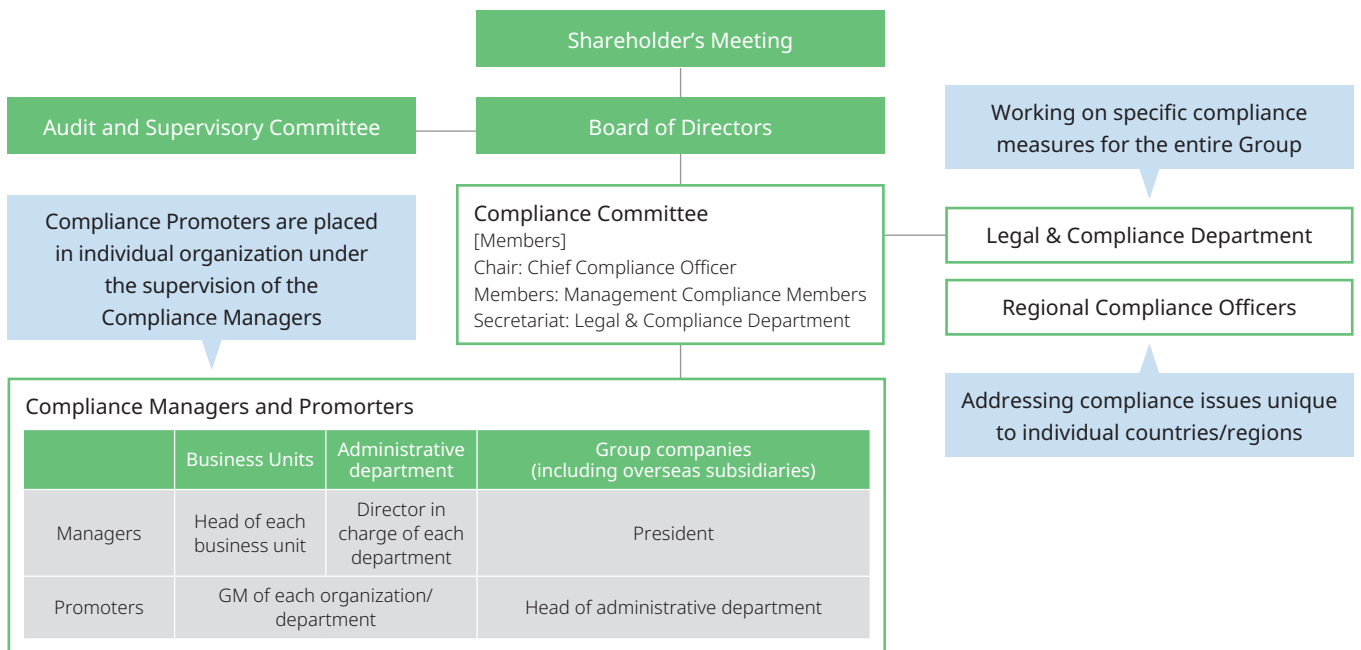 Shareholder’s Meeting
Audit and Supervisory Committee
Board of Directors
Working on specific compliance
measures for the entire Group
Compliance Promoters are placed
in individual organization under
the supervision of the
Compliance Managers
Compliance Committee
[Members]
Chair: Chief Compliance Officer
Members: Management Compliance Members
Secretariat: Legal & Compliance Department
Legal & Compliance Department
Regional Compliance Officers
Addressing compliance issues unique
to individual countries/regions
Compliance Managers and Promorters
Business Units
Administrative
department
Group companies
(including overseas subsidiaries)
Managers
Head of each
business unit
Director in
charge of each
department
President
Promoters
GM of each organization/
department
Head of administrative department